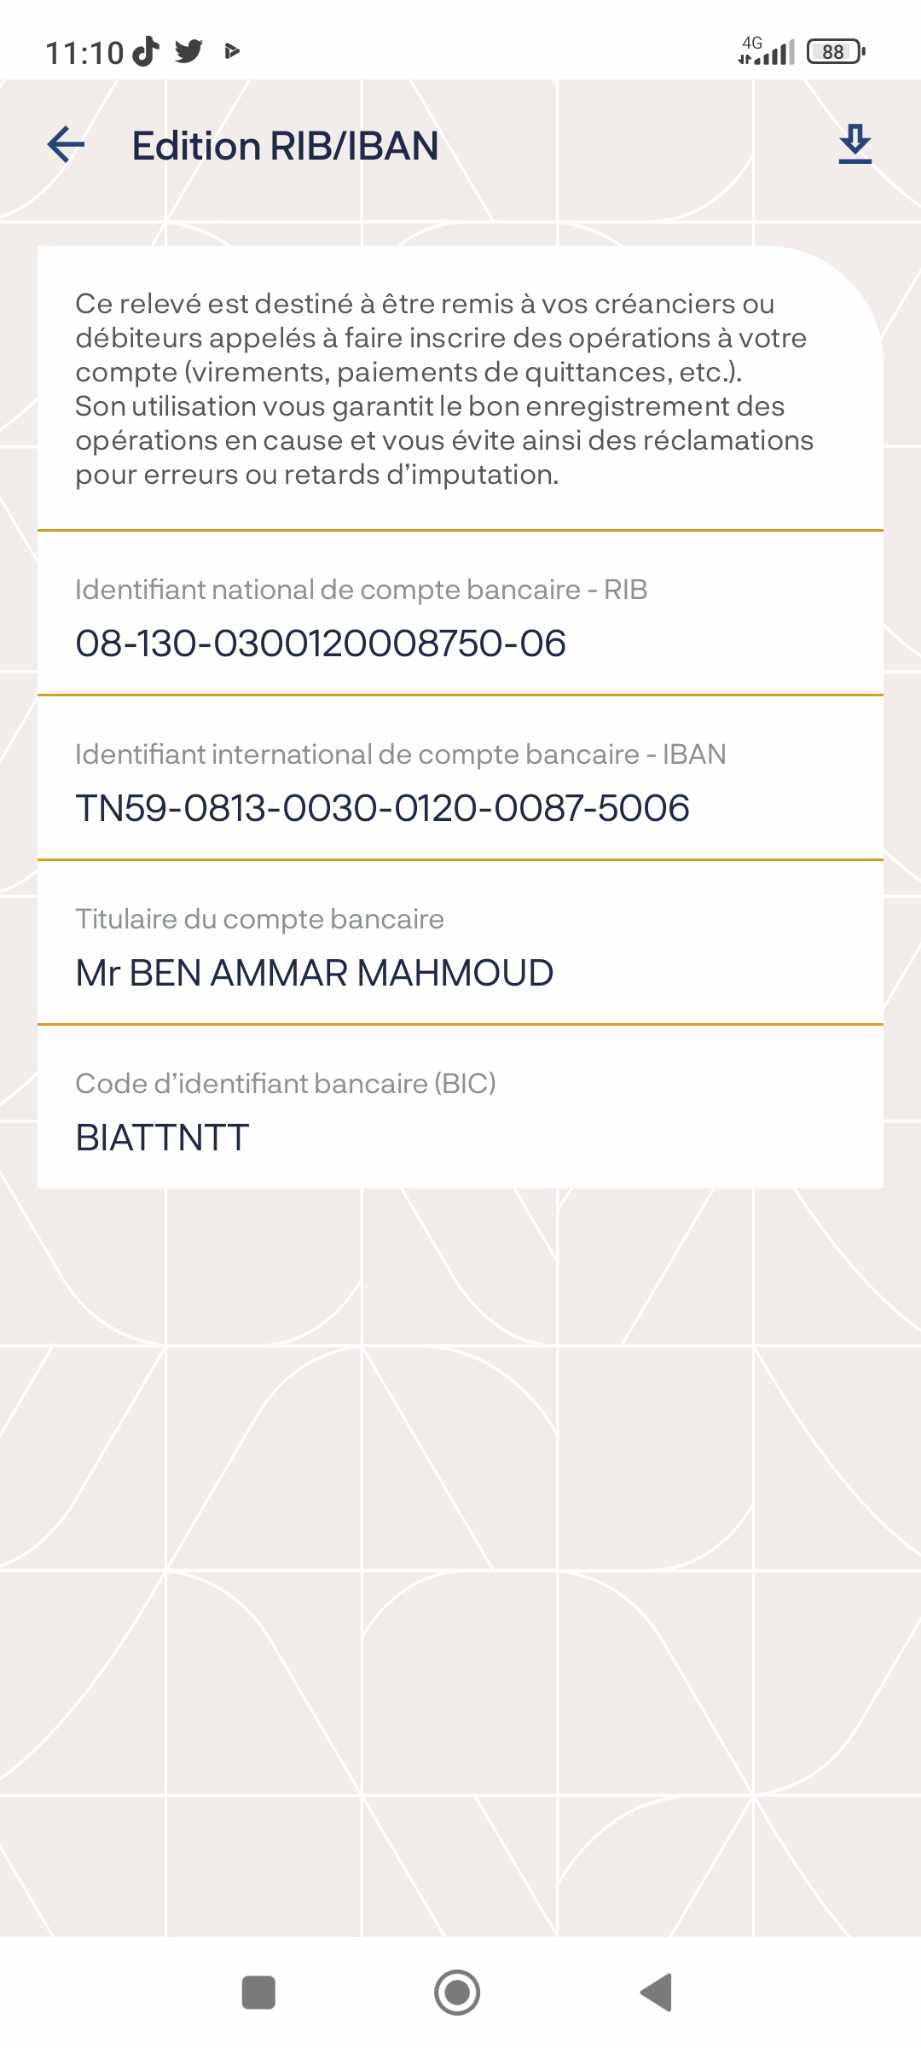 11:10
4G
88
Edition RIB/IBAN
Ce relevé est destiné à être remis à vos créanciers ou
débiteurs appelés à faire inscrire des opérations à votre
compte (virements, paiements de quittances, etc.).
Son utilisation vous garantit le bon enregistrement des
opérations en cause et vous évite ainsi des réclamations
pour erreurs ou retards d'imputation.
Identifiant national de compte bancaire - RIB
08-130-0300120008750-06
Identifiant international de compte bancaire - IBAN
TN59-0813-0030-0120-0087-5006
Titulaire du compte bancaire
Mr BEN AMMAR MAHMOUD
Code d'identifiant bancaire (BIC)
BIATTNTT